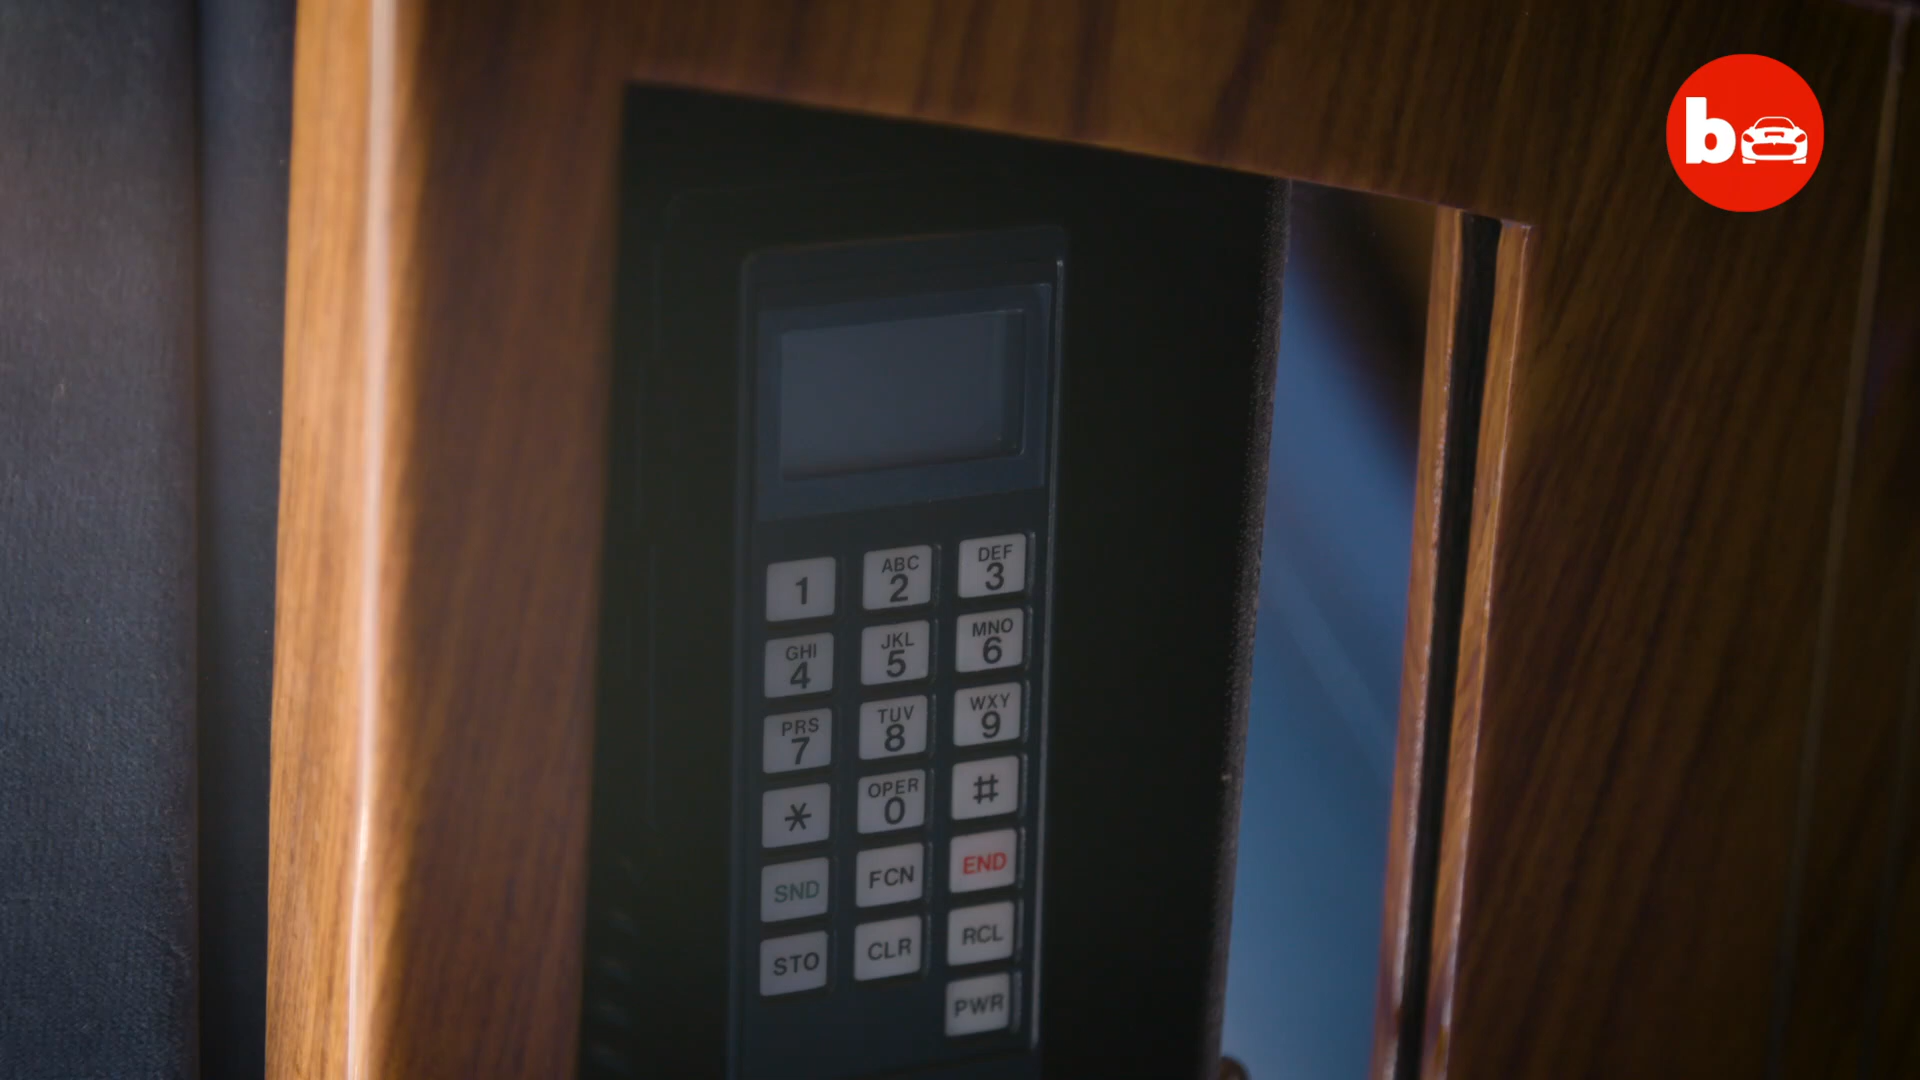 b
1 ABC 2 DEF 3
GHI 4 JKL 5 MNO 6
PRS 7 TUV 8 WXY 9
* OPER 0 #
SND FCN END
STO CLR RCL
PWR